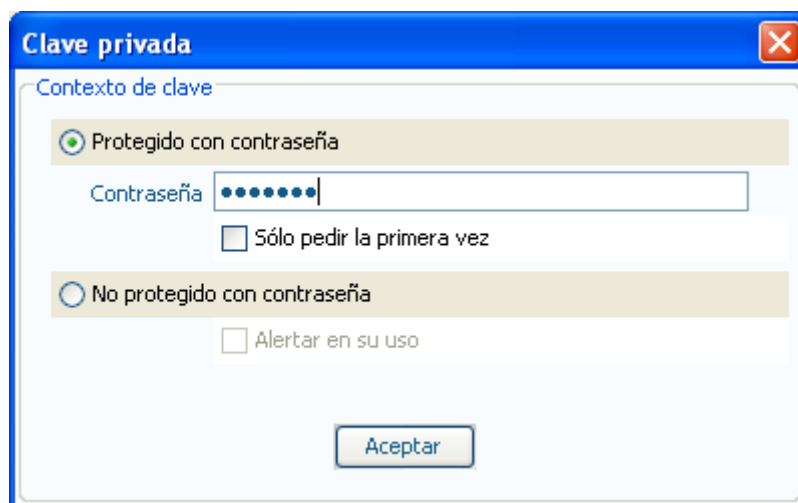 Clave privada
Contexto de clave
Protegido con contraseña
Contraseña •••••••
Sólo pedir la primera vez
No protegido con contraseña
Alertar en su uso
Aceptar